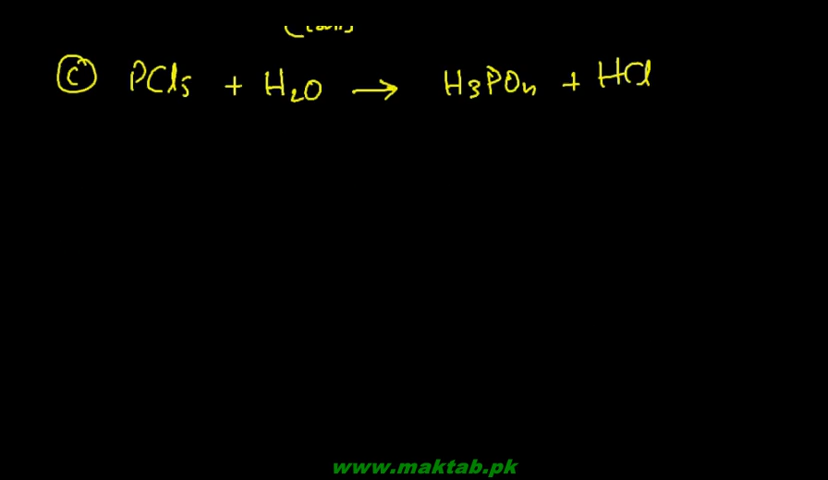 (c) PCl5 + H2O → H3PO4 + HCl
www.maktab.pk